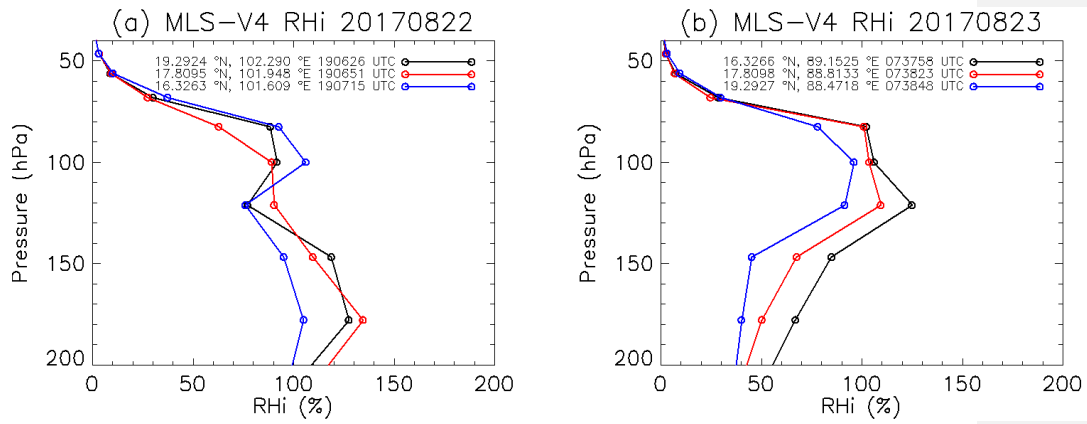 (a) MLS-V4 RHi 20170822
19.2924 °N, 102.290 °E 190626 UTC
17.8095 °N, 101.948 °E 190651 UTC
16.3263 °N, 101.609 °E 190715 UTC
50
100
150
200
Pressure (hPa)
0 50 100 150 200
RHi (%)
(b) MLS-V4 RHi 20170823
16.3266 °N, 89.1525 °E 073758 UTC
17.8098 °N, 88.8133 °E 073823 UTC
19.2927 °N, 88.4718 °E 073848 UTC
50
100
150
200
Pressure (hPa)
0 50 100 150 200
RHi (%)